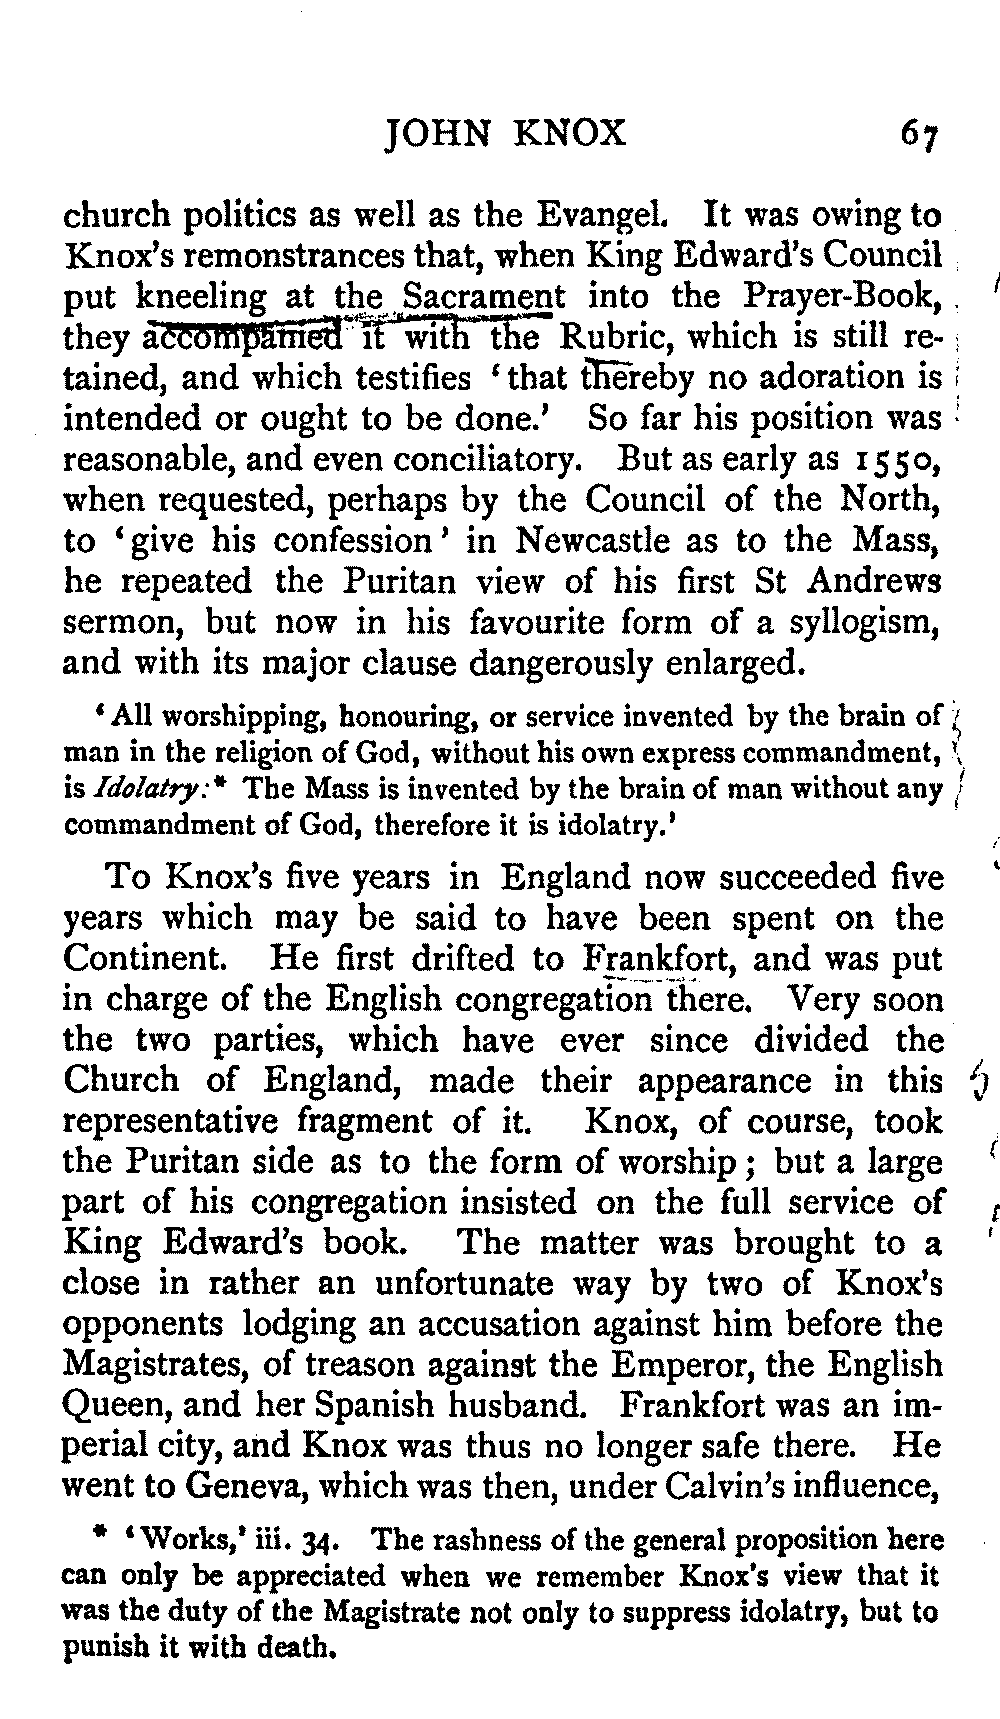 JOHN KNOX 67
church politics as well as the Evangel. It was owing to
Knox's remonstrances that, when King Edward's Council
put kneeling at the Sacrament into the Prayer-Book,
they accompanied it with the Rubric, which is still re-
tained, and which testifies ‘that thereby no adoration is
intended or ought to be done.’ So far his position was
reasonable, and even conciliatory. But as early as 1550,
when requested, perhaps by the Council of the North,
to ‘give his confession’ in Newcastle as to the Mass,
he repeated the Puritan view of his first St Andrews
sermon, but now in his favourite form of a syllogism,
and with its major clause dangerously enlarged.
‘All worshipping, honouring, or service invented by the brain of
man in the religion of God, without his own express commandment,
is Idolatry:* The Mass is invented by the brain of man without any
commandment of God, therefore it is idolatry.’
To Knox's five years in England now succeeded five
years which may be said to have been spent on the
Continent. He first drifted to Frankfort, and was put
in charge of the English congregation there. Very soon
the two parties, which have ever since divided the
Church of England, made their appearance in this
representative fragment of it. Knox, of course, took
the Puritan side as to the form of worship; but a large
part of his congregation insisted on the full service of
King Edward's book. The matter was brought to a
close in rather an unfortunate way by two of Knox's
opponents lodging an accusation against him before the
Magistrates, of treason against the Emperor, the English
Queen, and her Spanish husband. Frankfort was an im-
perial city, and Knox was thus no longer safe there. He
went to Geneva, which was then, under Calvin's influence,
* ‘Works,’ iii. 34. The rashness of the general proposition here
can only be appreciated when we remember Knox's view that it
was the duty of the Magistrate not only to suppress idolatry, but to
punish it with death.